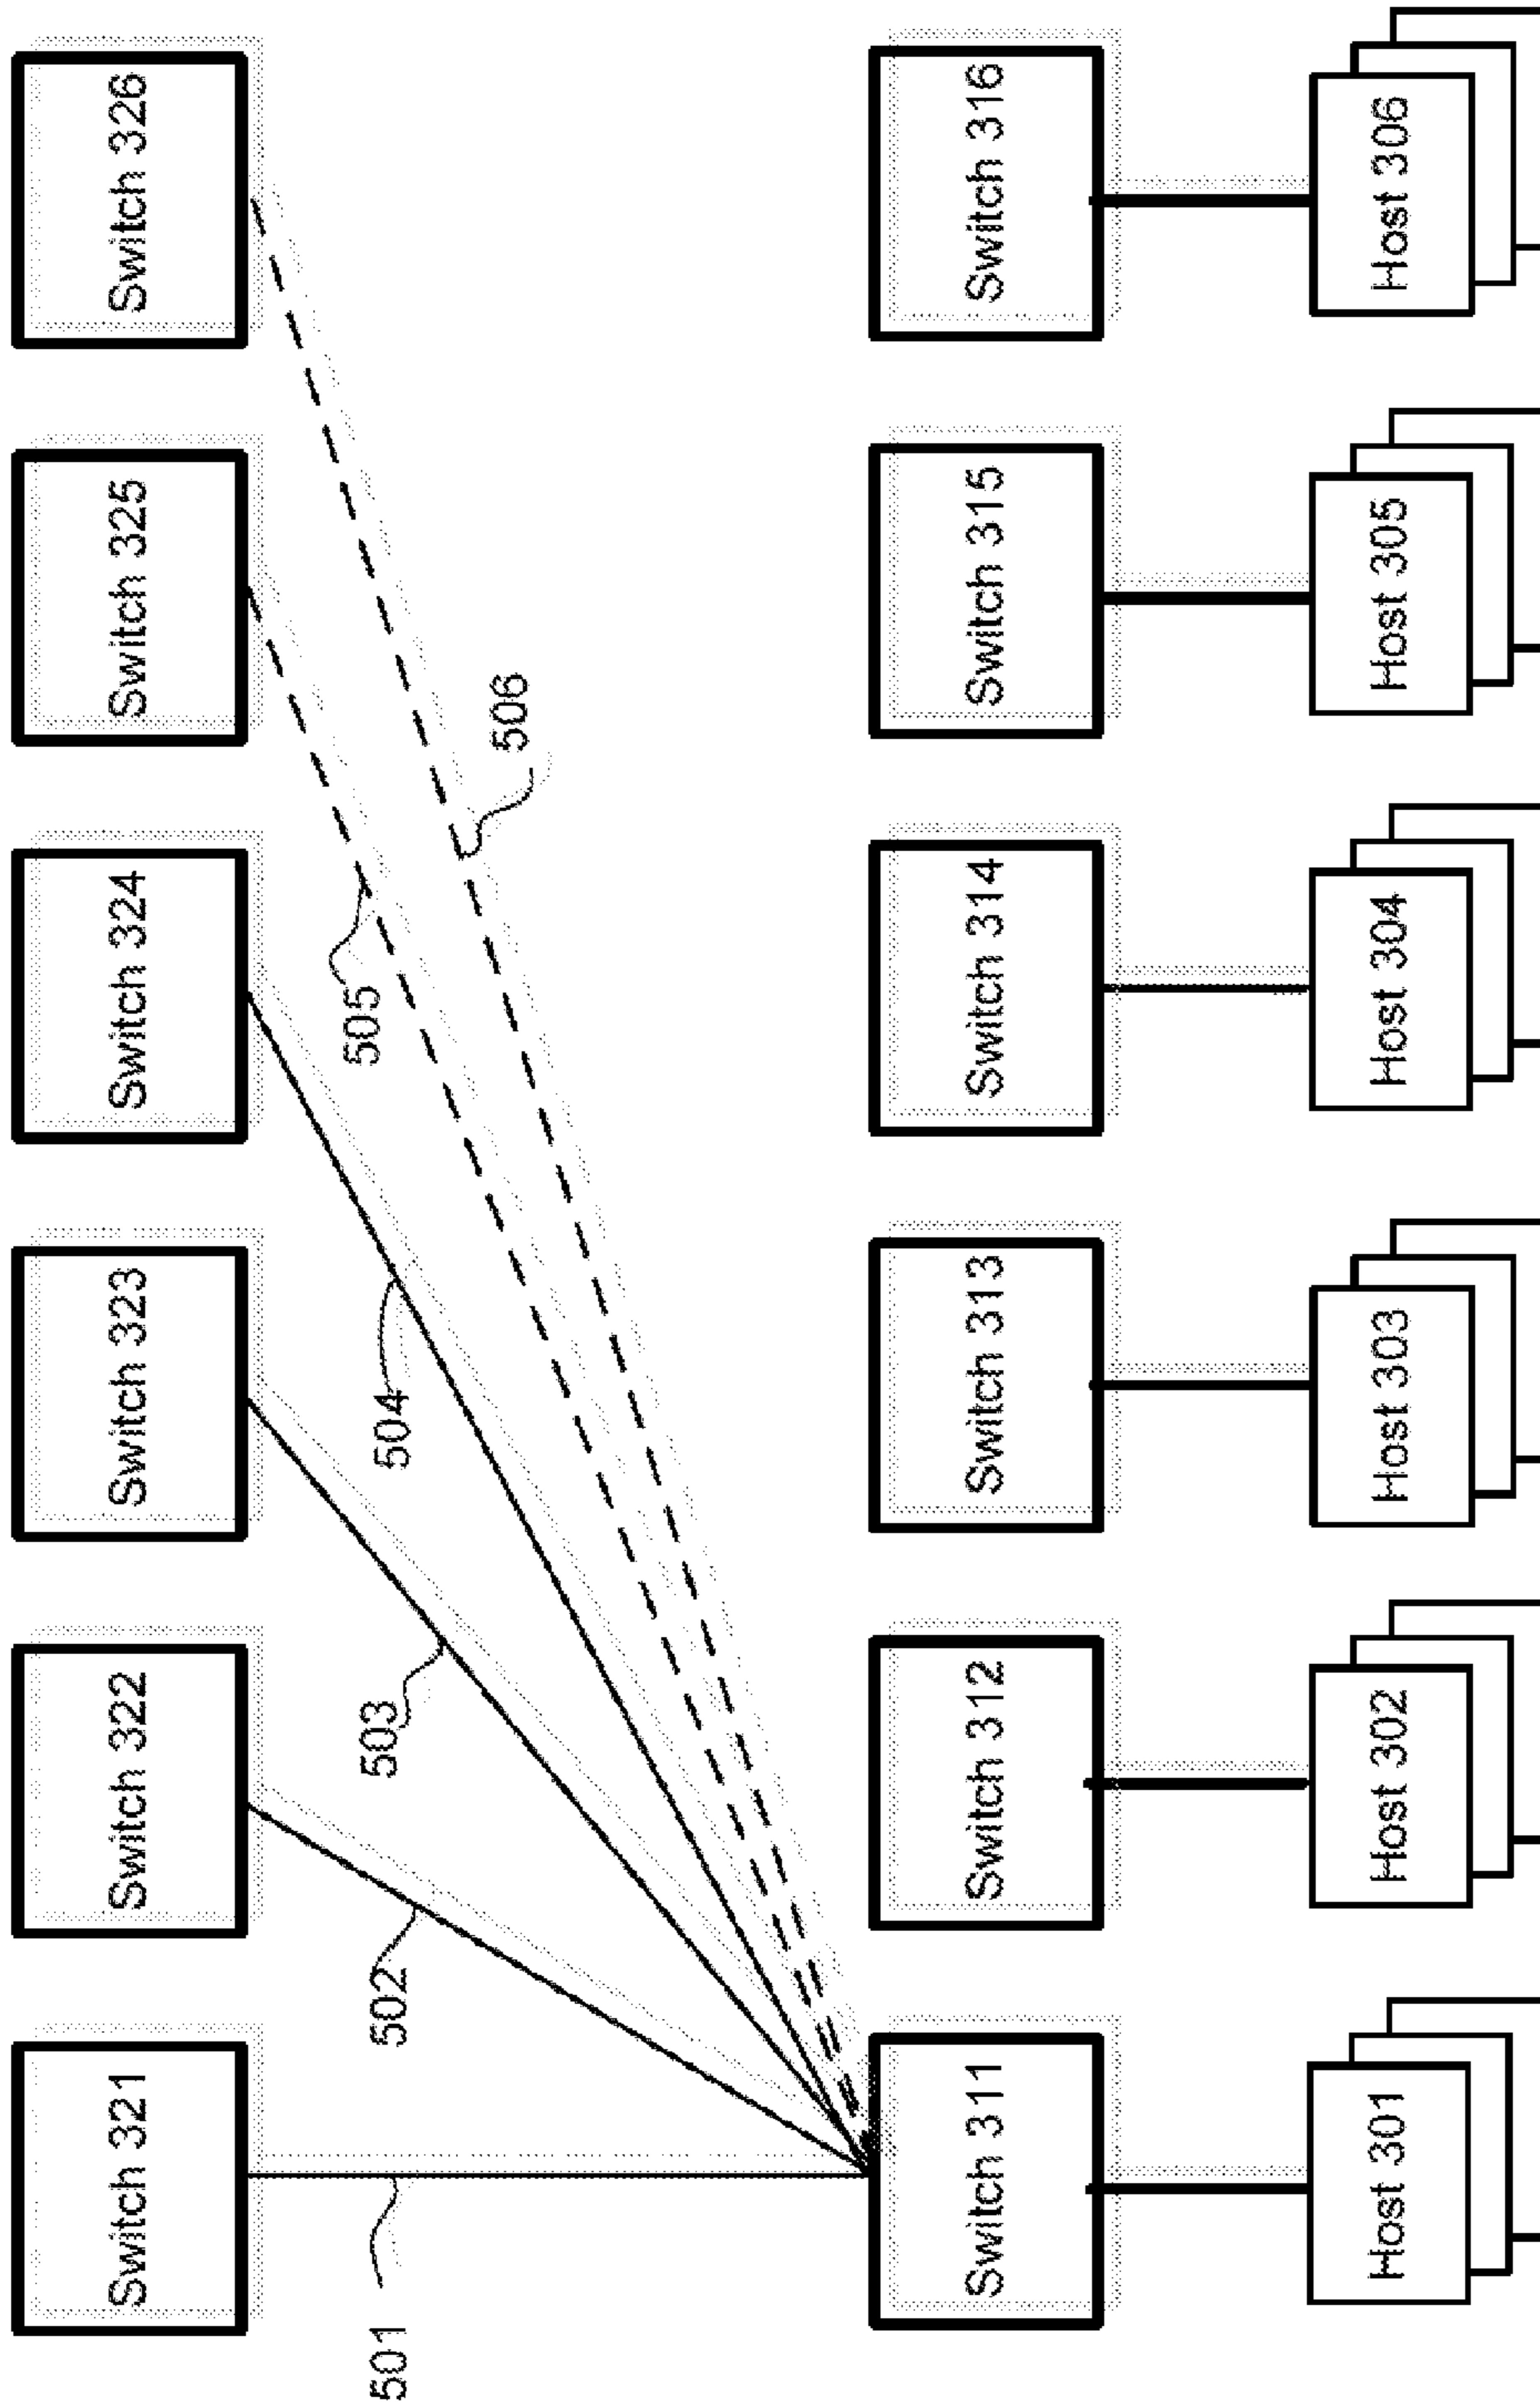 Switch 321
Switch 322
Switch 323
Switch 324
Switch 325
Switch 326
501
502
503
504
505
506
Switch 311
Switch 312
Switch 313
Switch 314
Switch 315
Switch 316
Host 301
Host 302
Host 303
Host 304
Host 305
Host 306